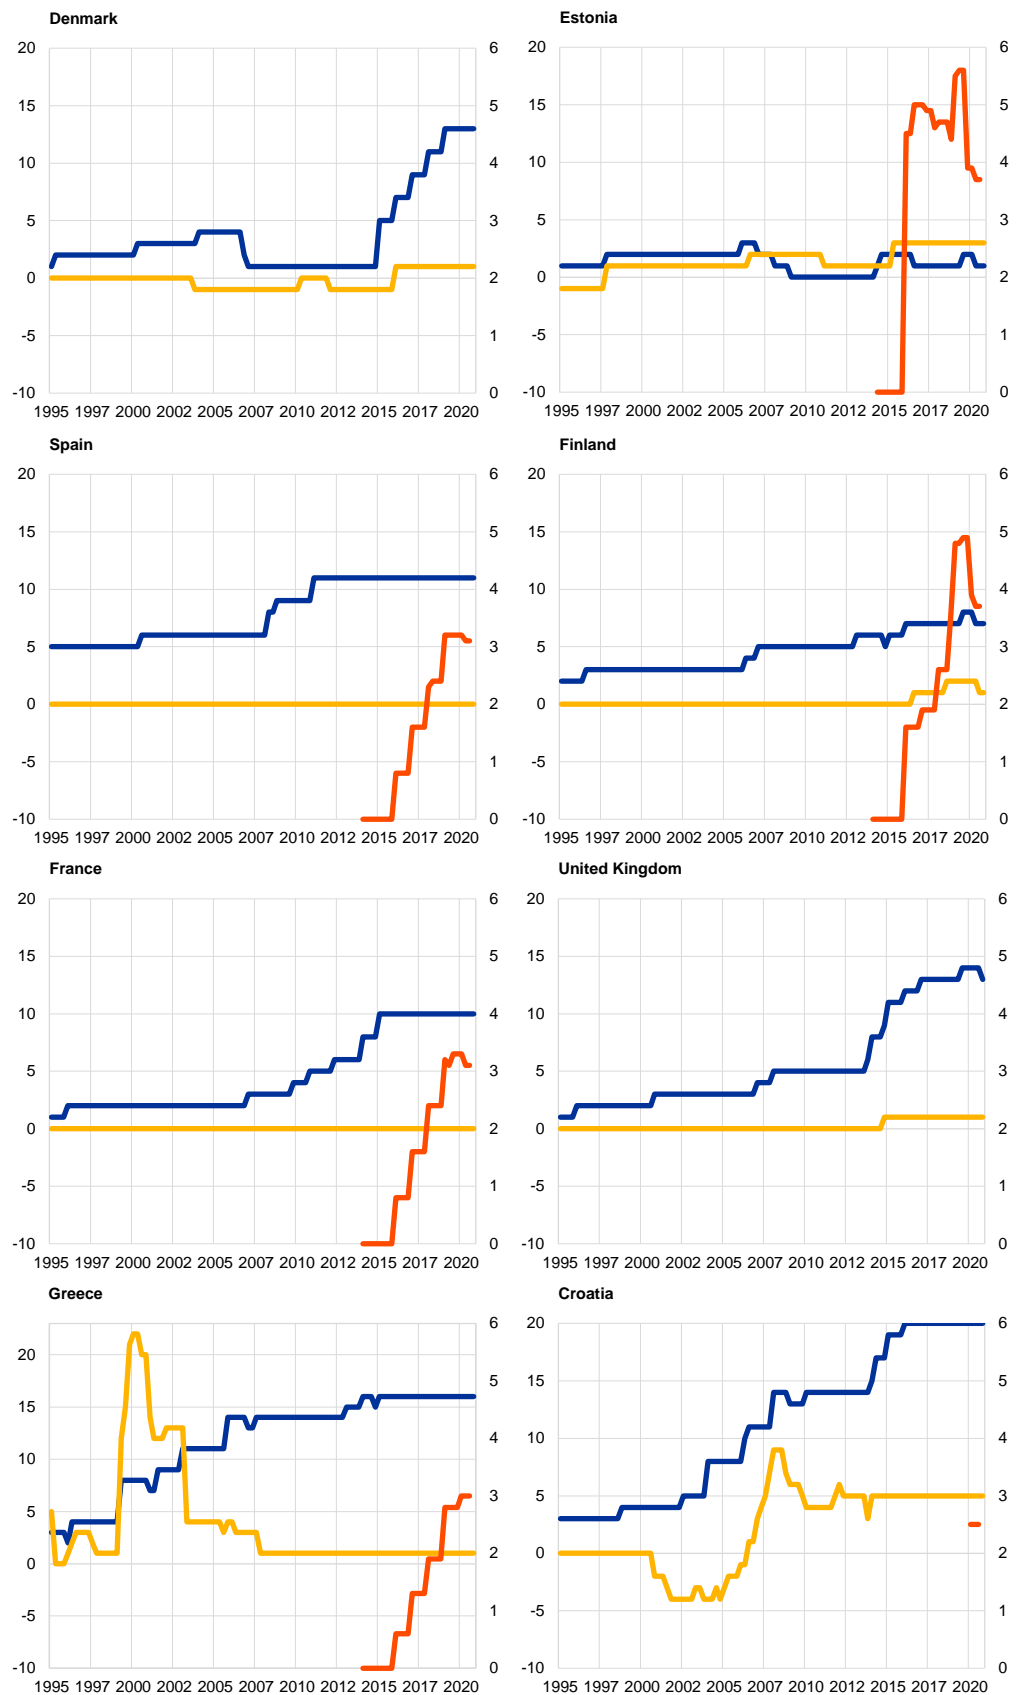 Denmark
Estonia
20 6 20 6
15 5 15 5
4 4
10 10
3 3
5 5
2 2
0 0
-5 1 -5 1
-10 0 -10 0
1995 1997 2000 2002 2005 2007 2010 2012 2015 2017 2020
1995 1997 2000 2002 2005 2007 2010 2012 2015 2017 2020
Spain
Finland
20 6 20 6
15 5 15 5
10 4 10 4
5 3 5 3
0 2 0 2
-5 1 -5 1
-10 0 -10 0
1995 1997 2000 2002 2005 2007 2010 2012 2015 2017 2020
1995 1997 2000 2002 2005 2007 2010 2012 2015 2017 2020
France
United Kingdom
20 6 20 6
15 5 15 5
10 4 10 4
5 3 5 3
0 2 0 2
-5 1 -5 1
-10 0 -10 0
1995 1997 2000 2002 2005 2007 2010 2012 2015 2017 2020
1995 1997 2000 2002 2005 2007 2010 2012 2015 2017 2020
Greece
Croatia
6 20 6
20
5 15 5
15
4 10 4
10
3 5 3
5
2 0 2
0
-5 1 -5 1
-10 0 -10 0
1995 1997 2000 2002 2005 2007 2010 2012 2015 2017 2020
1995 1997 2000 2002 2005 2007 2010 2012 2015 2017 2020